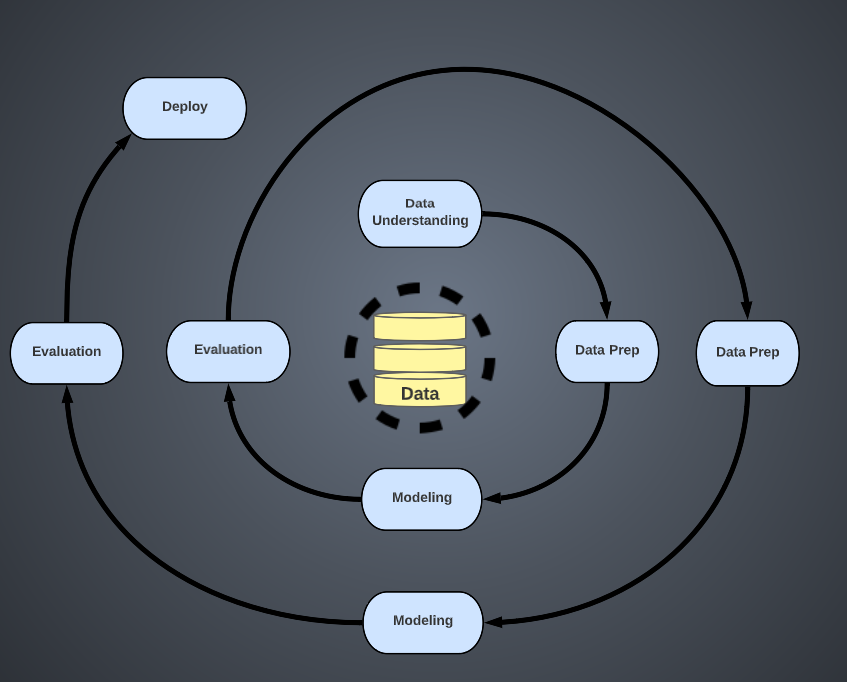 Deploy
Data
Understanding
Evaluation
Evaluation
Data Prep
Data Prep
Data
Modeling
Modeling